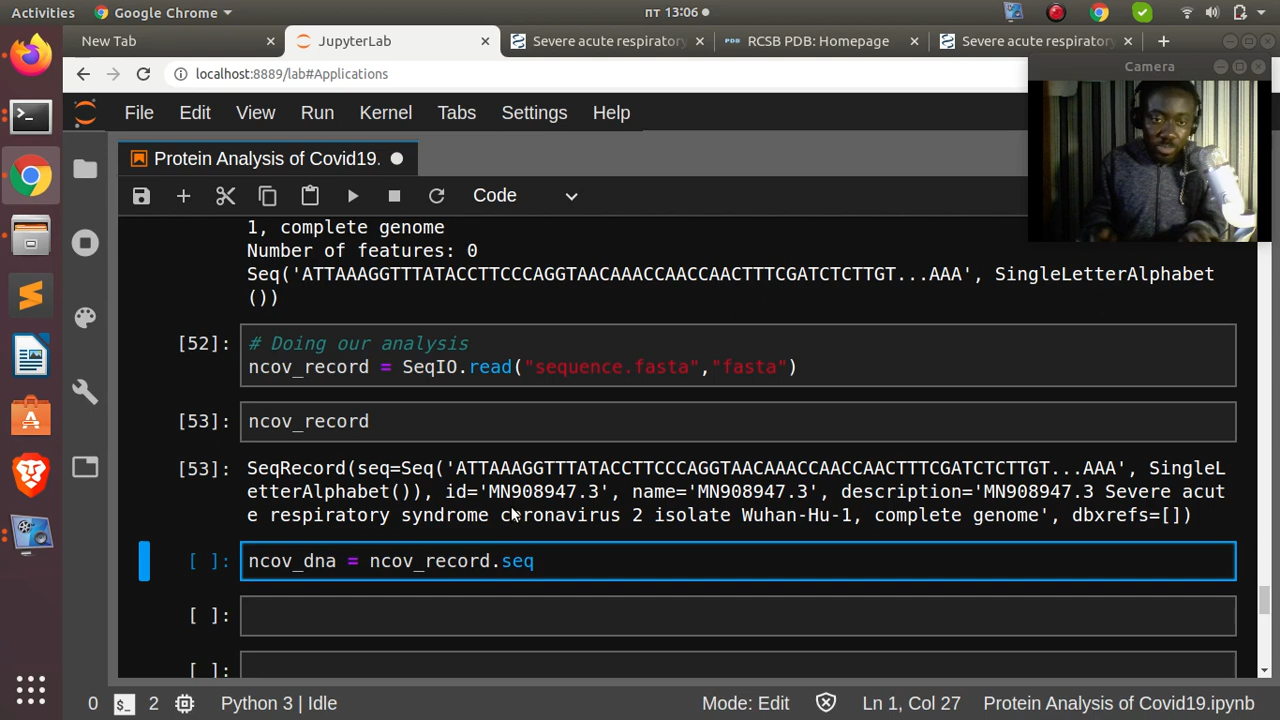 Activities Google Chrome пт 13:06
New Tab JupyterLab Severe acute respiratory RCSB PDB: Homepage Severe acute respiratory
localhost:8889/lab#Applications
Camera
File Edit View Run Kernel Tabs Settings Help
Protein Analysis of Covid19.
Code
1, complete genome
Number of features: 0
Seq('ATTAAAGGTTTATACCTTCCCAGGTAACAAACCAACCAACTTTCGATCTCTTGT...AAA', SingleLetterAlphabet
())
[52]: # Doing our analysis
ncov_record = SeqIO.read("sequence.fasta","fasta")
[53]: ncov_record
[53]: SeqRecord(seq=Seq('ATTAAAGGTTTATACCTTCCCAGGTAACAAACCAACCAACTTTCGATCTCTTGT...AAA', SingleL
etterAlphabet()), id='MN908947.3', name='MN908947.3', description='MN908947.3 Severe acut
e respiratory syndrome coronavirus 2 isolate Wuhan-Hu-1, complete genome', dbxrefs=[])
[ ]: ncov_dna = ncov_record.seq
[ ]:
[ ]:
0 $_ 2 Python 3 | Idle Mode: Edit Ln 1, Col 27 Protein Analysis of Covid19.ipynb